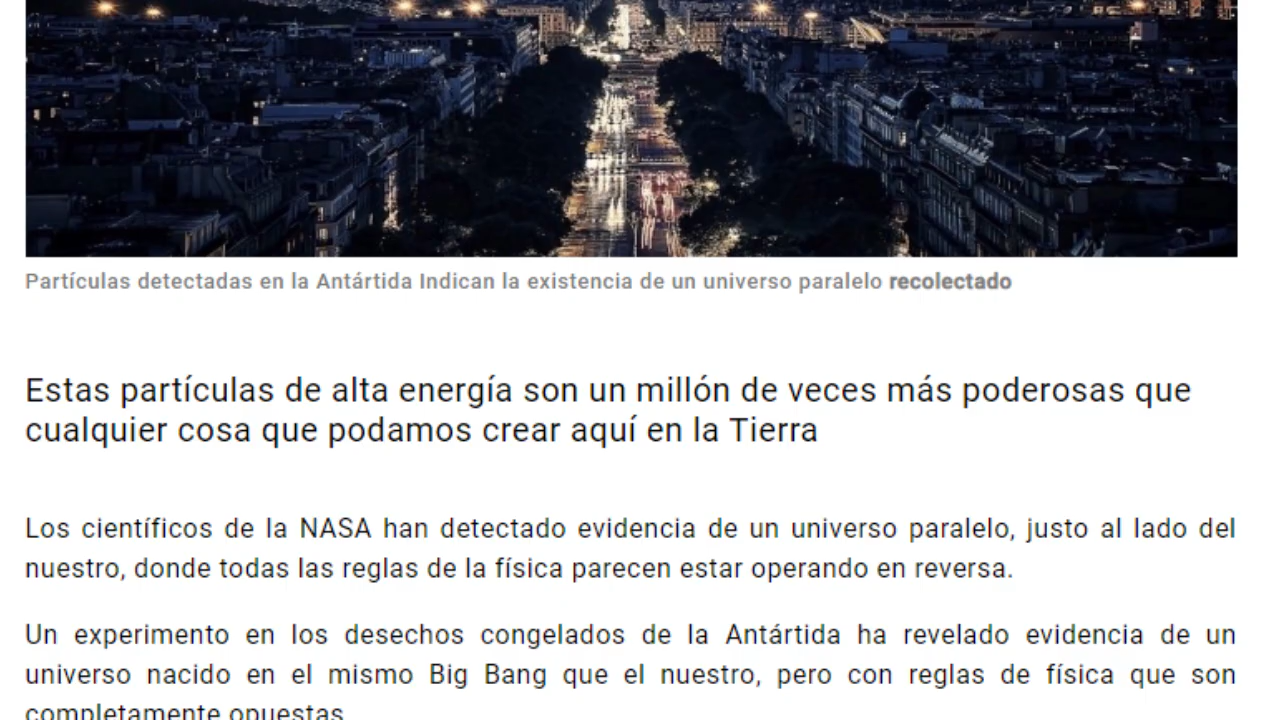 Partículas detectadas en la Antártida Indican la existencia de un universo paralelo recolectado
Estas partículas de alta energía son un millón de veces más poderosas que
cualquier cosa que podamos crear aquí en la Tierra
Los científicos de la NASA han detectado evidencia de un universo paralelo, justo al lado del
nuestro, donde todas las reglas de la física parecen estar operando en reversa.
Un experimento en los desechos congelados de la Antártida ha revelado evidencia de un
universo nacido en el mismo Big Bang que el nuestro, pero con reglas de física que son
completamente opuestas.